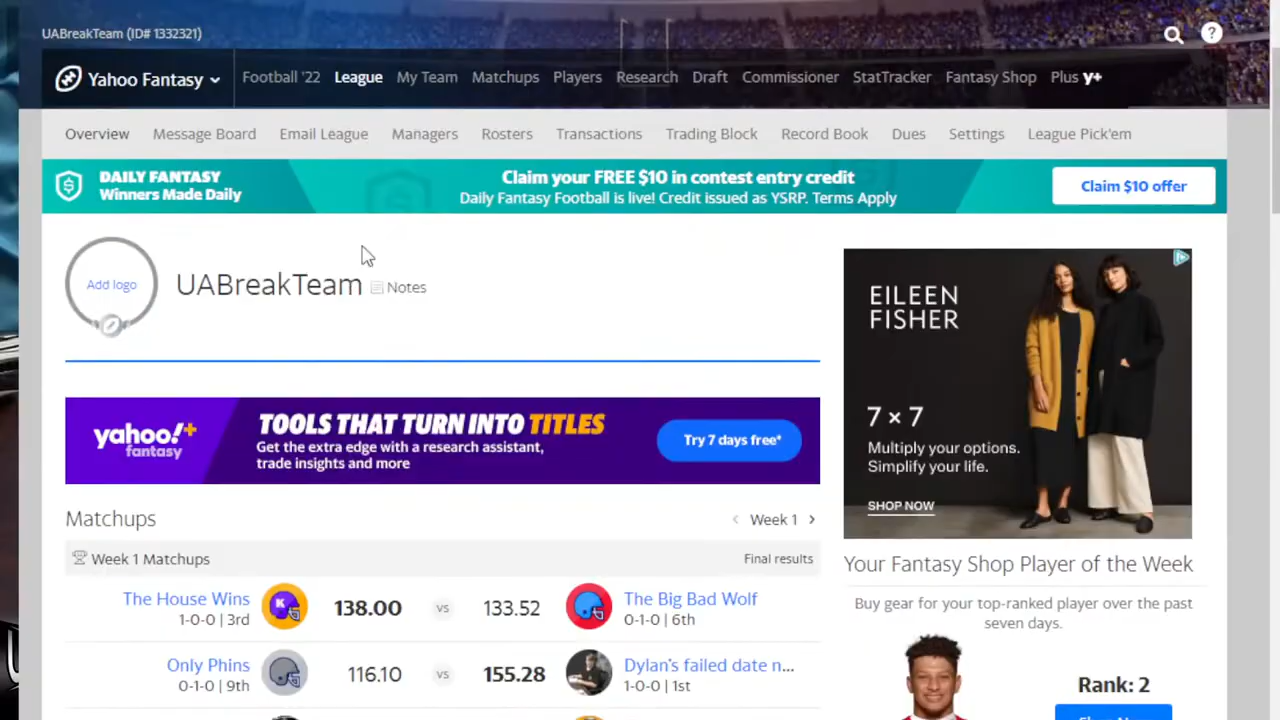 UABreakTeam (ID# 1332321)
Yahoo Fantasy
Football '22
League
My Team
Matchups
Players
Research
Draft
Commissioner
StatTracker
Fantasy Shop
Plus y+
Overview
Message Board
Email League
Managers
Rosters
Transactions
Trading Block
Record Book
Dues
Settings
League Pick'em
DAILY FANTASY
Winners Made Daily
Claim your FREE $10 in contest entry credit
Daily Fantasy Football is live! Credit issued as YSRP. Terms Apply
Claim $10 offer
Add logo
UABreakTeam
Notes
EILEEN
FISHER
7 × 7
Multiply your options.
Simplify your life.
SHOP NOW
yahoo!+
fantasy
TOOLS THAT TURN INTO TITLES
Get the extra edge with a research assistant,
trade insights and more
Try 7 days free*
Matchups
Week 1
Week 1 Matchups
Final results
The House Wins
1-0-0 | 3rd
K
138.00
vs
133.52
The Big Bad Wolf
0-1-0 | 6th
Only Phins
0-1-0 | 9th
116.10
vs
155.28
Dylan's failed date n...
1-0-0 | 1st
Your Fantasy Shop Player of the Week
Buy gear for your top-ranked player over the past
seven days.
Rank: 2